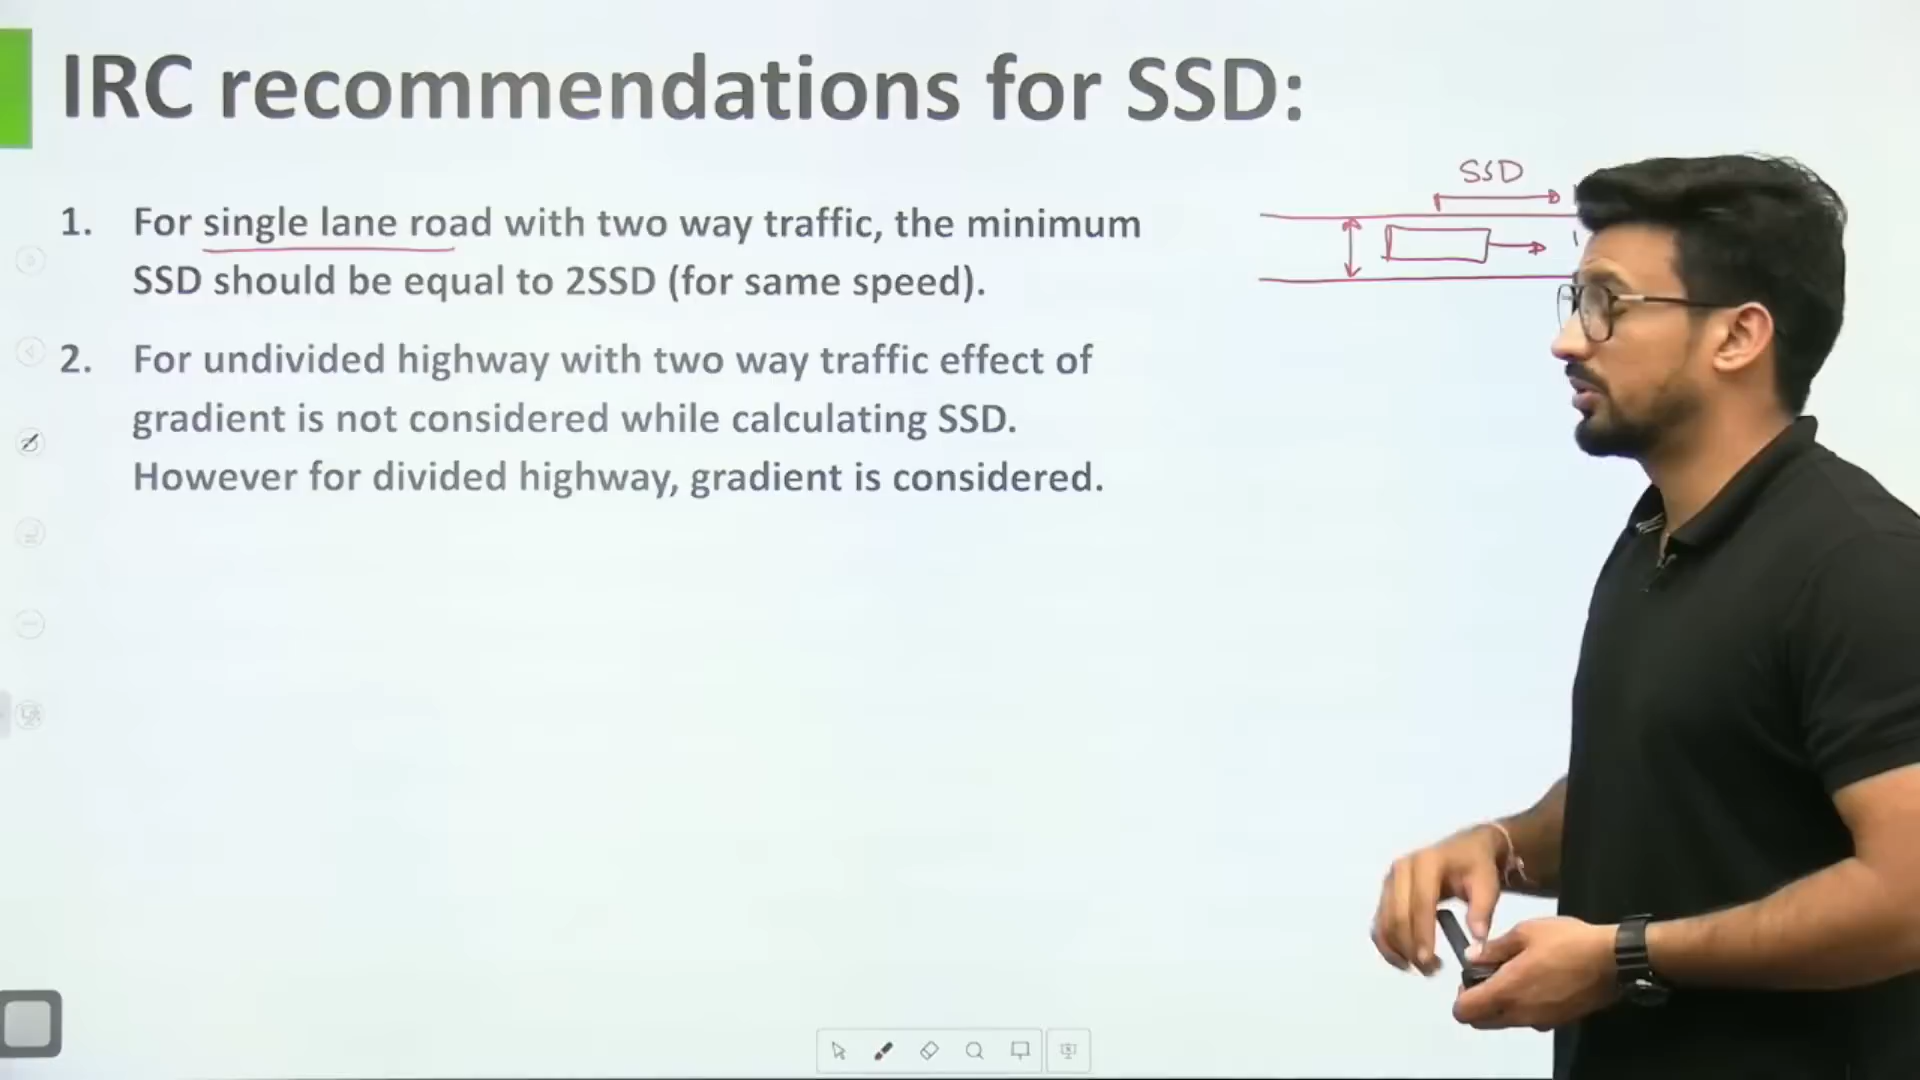 IRC recommendations for SSD:
SSD
1. For single lane road with two way traffic, the minimum
SSD should be equal to 2SSD (for same speed).
2. For undivided highway with two way traffic effect of
gradient is not considered while calculating SSD.
However for divided highway, gradient is considered.